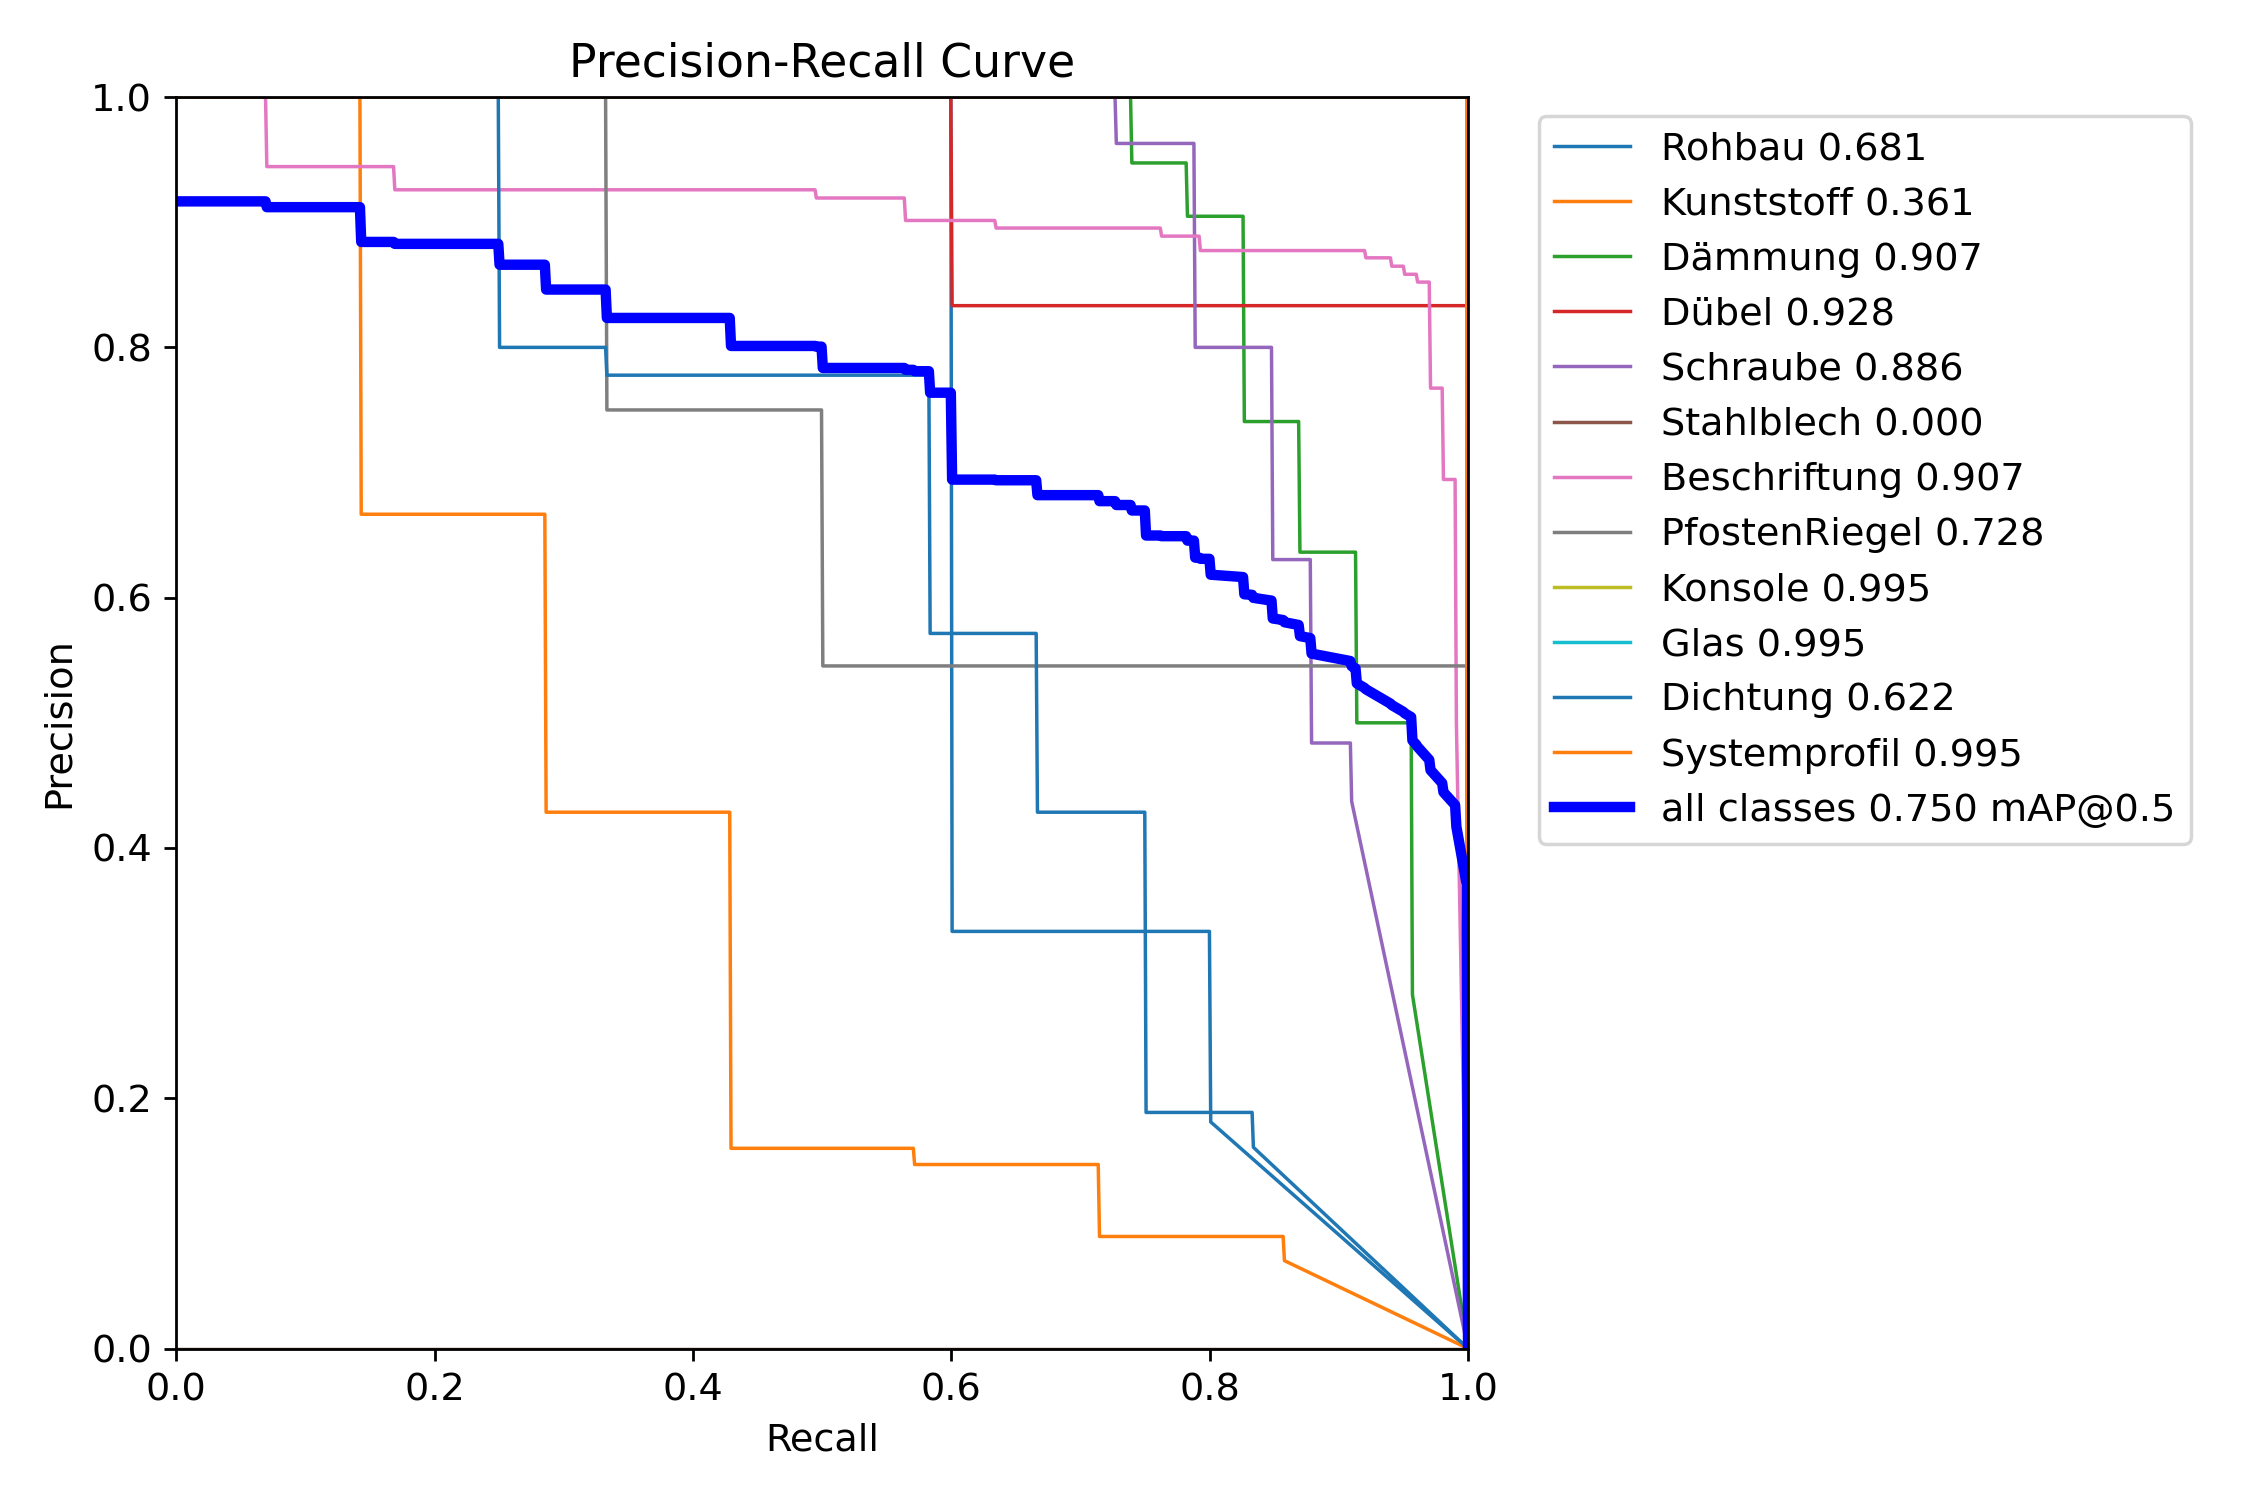 Precision-Recall Curve
1.0
0.8
0.6
0.4
0.2
0.0
Precision
0.0 0.2 0.4 0.6 0.8 1.0
Recall
Rohbau 0.681
Kunststoff 0.361
Dämmung 0.907
Dübel 0.928
Schraube 0.886
Stahlblech 0.000
Beschriftung 0.907
PfostenRiegel 0.728
Konsole 0.995
Glas 0.995
Dichtung 0.622
Systemprofil 0.995
all classes 0.750 mAP@0.5